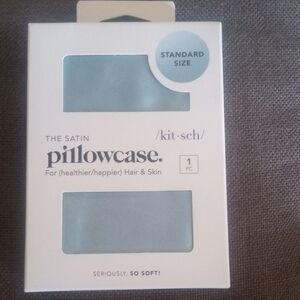 STANDARD
SIZE
/kit·sch/
THE SATIN
pillowcase.
For (healthier/happier) Hair & Skin
1
PC
SERIOUSLY, SO SOFT!